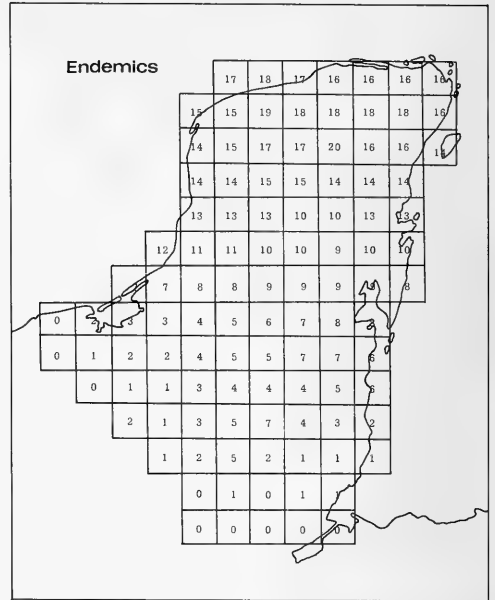 Endemics
17 18 17 16 16 16 16
15 15 19 18 18 18 18 16
14 15 17 17 20 16 16
14 14 15 15 14 14 14
13 13 13 10 10 13 13
12 11 11 10 10 9 10 10
7 8 8 9 9 9 9 8
0 2 3 3 4 5 6 7 8
0 1 2 2 4 5 5 7 7 6
0 1 1 3 4 4 4 5 6
2 1 3 5 7 4 3 2
1 2 5 2 1 1 1
0 1 0 1 1
0 0 0 0 0